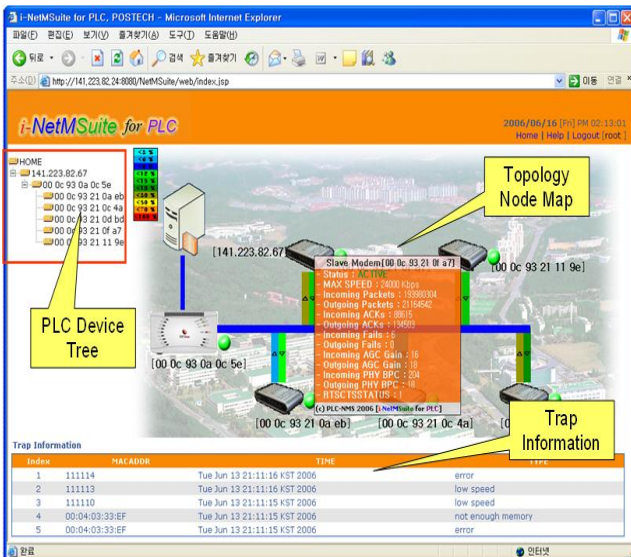 i-NetMSuite for PLC, POSTECH - Microsoft Internet Explorer
파일(F) 편집(E) 보기(V) 즐겨찾기(A) 도구(T) 도움말(H)
뒤로 검색 즐겨찾기
주소(D) http://141.223.82.24:8080/NetMSuite/web/index.jsp 이동 연결
i-NetMSuite for PLC
2006/06/16 [Fri] PM 02:13:01
Home | Help | Logout [root]
HOME
141.223.82.67
00 0c 93 0a 0c 5e
00 0c 93 21 0a eb
00 0c 93 21 0c 4a
00 0c 93 21 0d bd
00 0c 93 21 0f a7
00 93 21 11 9e
PLC Device
Tree
Topology
Node Map
[141.223.82.67]
[00 0c 93 21 11 9e]
[00 0c 93 0a 0c 5e]
Slave Modem[00 0c 93 21 0f a7]
- Status : ACTIVE
- MAX SPEED : 24000 Kbps
- Incoming Packets : 193980304
- Outgoing Packets : 21164542
- Incoming ACKs : 88615
- Outgoing ACKs : 134503
- Incoming Fails : 6
- Outgoing Fails : 0
- Incoming AGC Gain : 16
- Outgoing AGC Gain : 18
- Incoming PHY BPC : 204
- Outgoing PHY BPC : 18
- RTSCTSSTATUS : 1
(c) PLC-NMS 2006 [i-NetMSuite for PLC]
[00 0c 93 21 0a eb]
[00 0c 93 21 0c 4a]
Trap
Information
Trap Information
Index MACADDR TIME TYPE
1 111114 Tue Jun 13 21:11:16 KST 2006 error
2 111113 Tue Jun 13 21:11:16 KST 2006 low speed
3 111110 Tue Jun 13 21:11:15 KST 2006 low speed
4 00:04:03:33:EF Tue Jun 13 21:11:15 KST 2006 not enough memory
5 00:04:03:33:EF Tue Jun 13 21:11:15 KST 2006 error
완료 인터넷